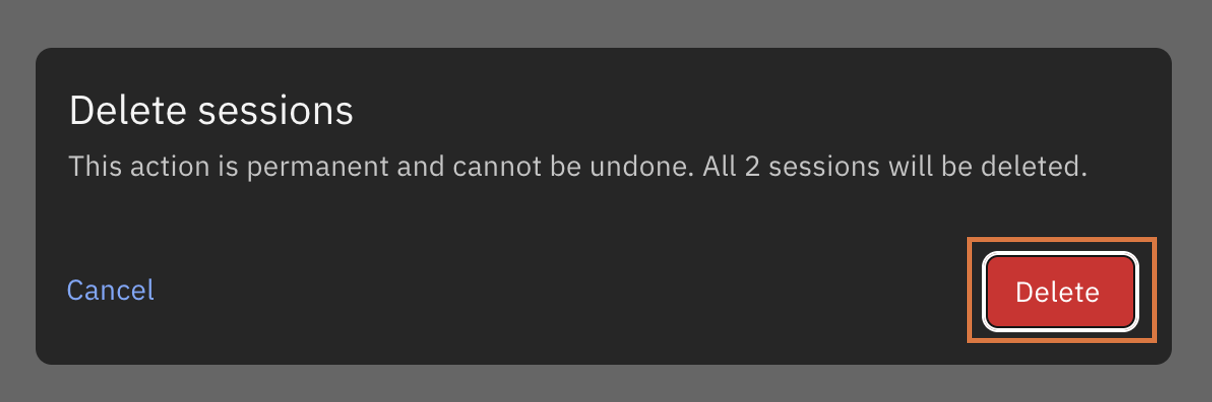 Delete sessions
This action is permanent and cannot be undone. All 2 sessions will be deleted.
Cancel
Delete